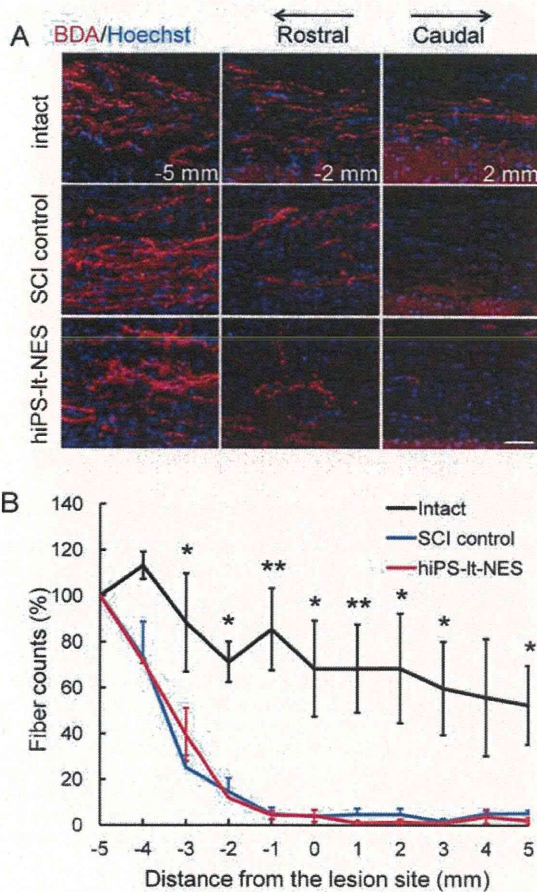 A
BDA/Hoechst
Rostral
Caudal
intact
-5 mm
-2 mm
2 mm
SCI control
hiPS-lt-NES
B
Fiber counts (%)
140
120
100
80
60
40
20
0
Intact
SCI control
hiPS-lt-NES
* * ** * ** * * *
-5 -4 -3 -2 -1 0 1 2 3 4 5
Distance from the lesion site (mm)